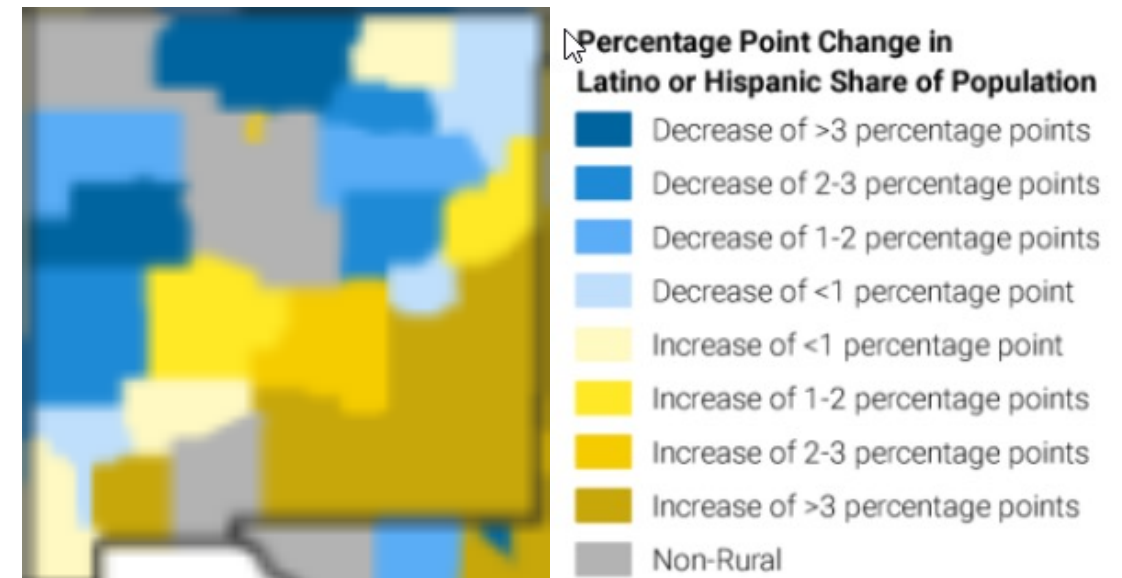 Percentage Point Change in
Latino or Hispanic Share of Population
Decrease of >3 percentage points
Decrease of 2-3 percentage points
Decrease of 1-2 percentage points
Decrease of <1 percentage point
Increase of <1 percentage point
Increase of 1-2 percentage points
Increase of 2-3 percentage points
Increase of >3 percentage points
Non-Rural